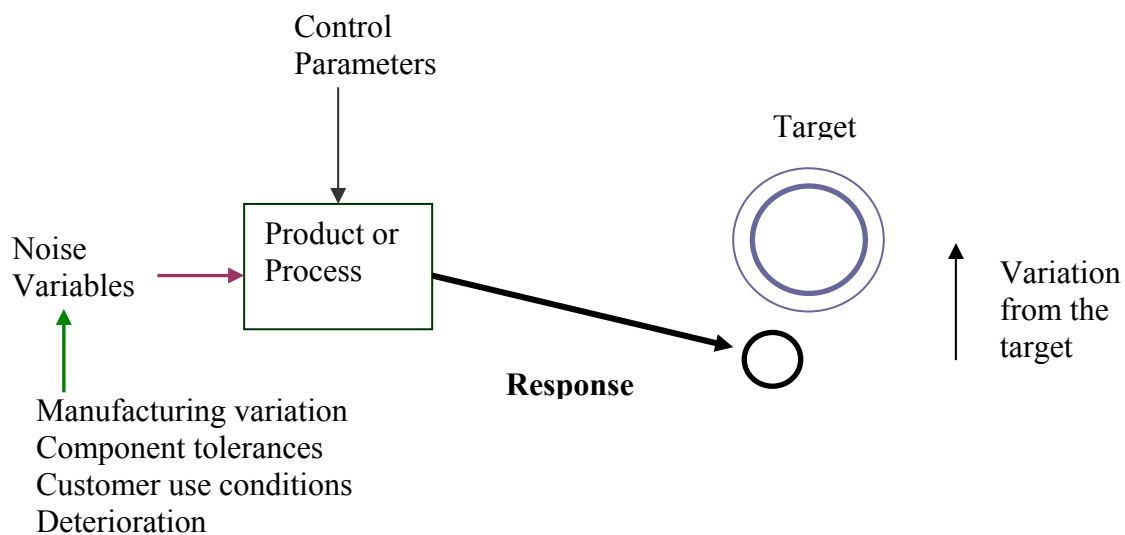 Control
Parameters
Target
Product or
Process
Noise
Variables
Variation
from the
target
Response
Manufacturing variation
Component tolerances
Customer use conditions
Deterioration